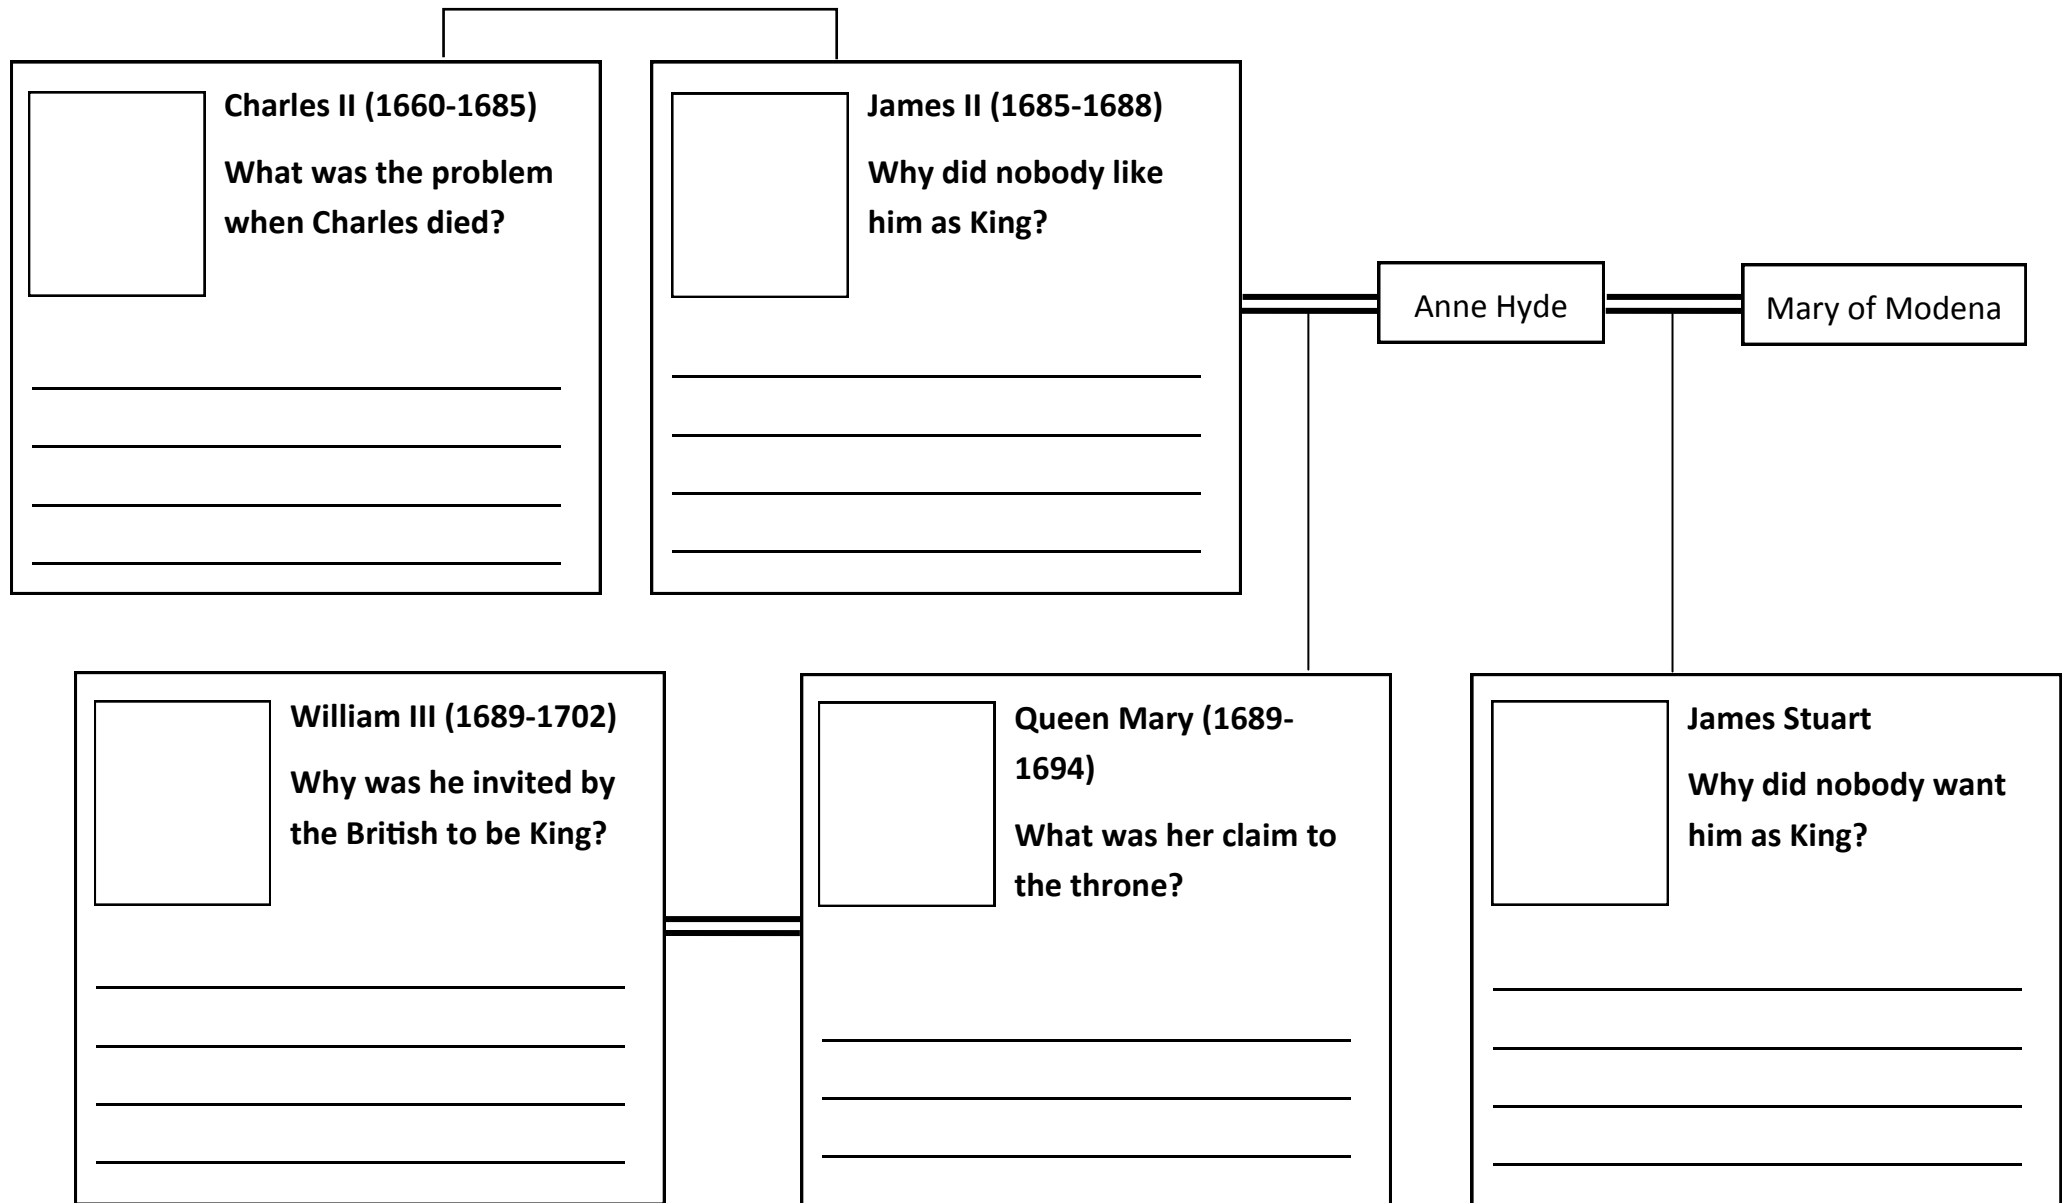 Charles II (1660-1685)
What was the problem
when Charles died?
James II (1685-1688)
Why did nobody like
him as King?
Anne Hyde
Mary of Modena
William III (1689-1702)
Why was he invited by
the British to be King?
Queen Mary (1689-
1694)
What was her claim to
the throne?
James Stuart
Why did nobody want
him as King?